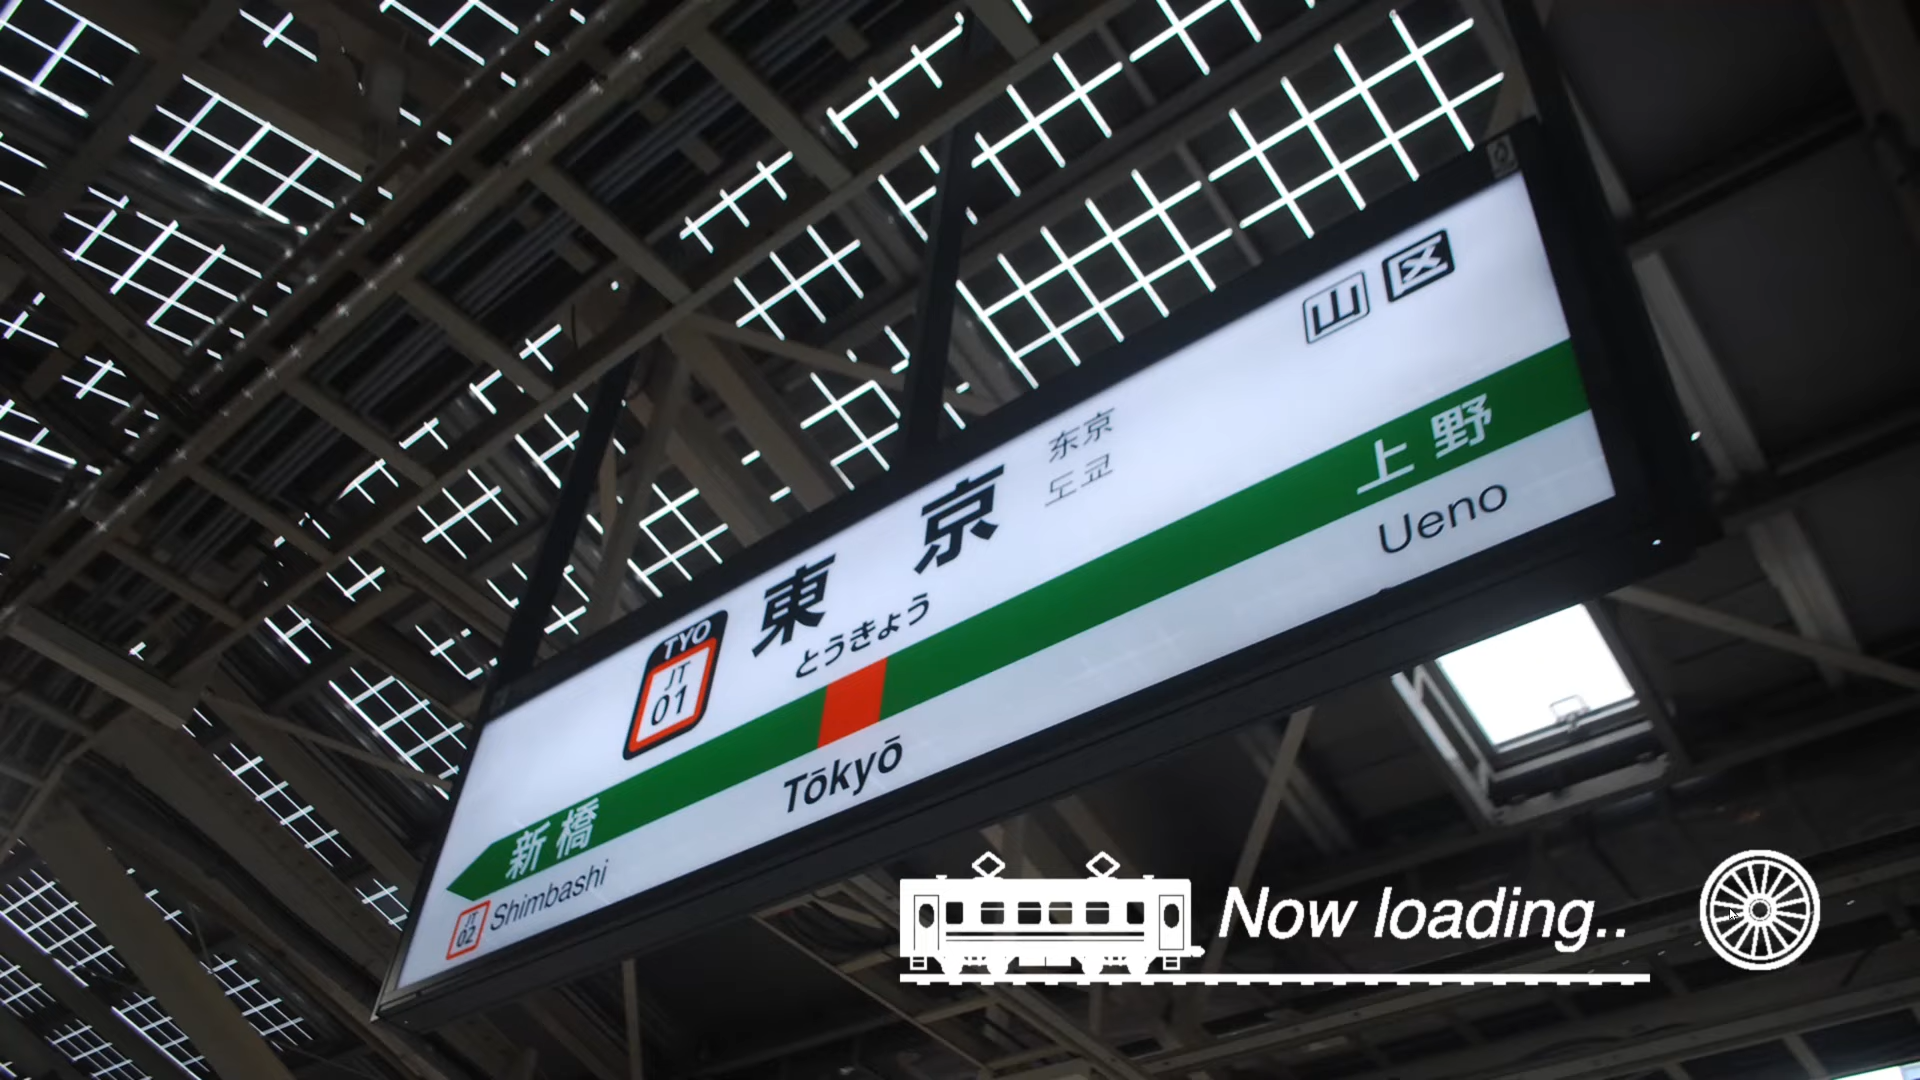 山 区
东京
도쿄
東 京
TYO
JT
01
とうきょう
上 野
Ueno
Tōkyō
新 橋
JT
02
Shimbashi
Now loading..